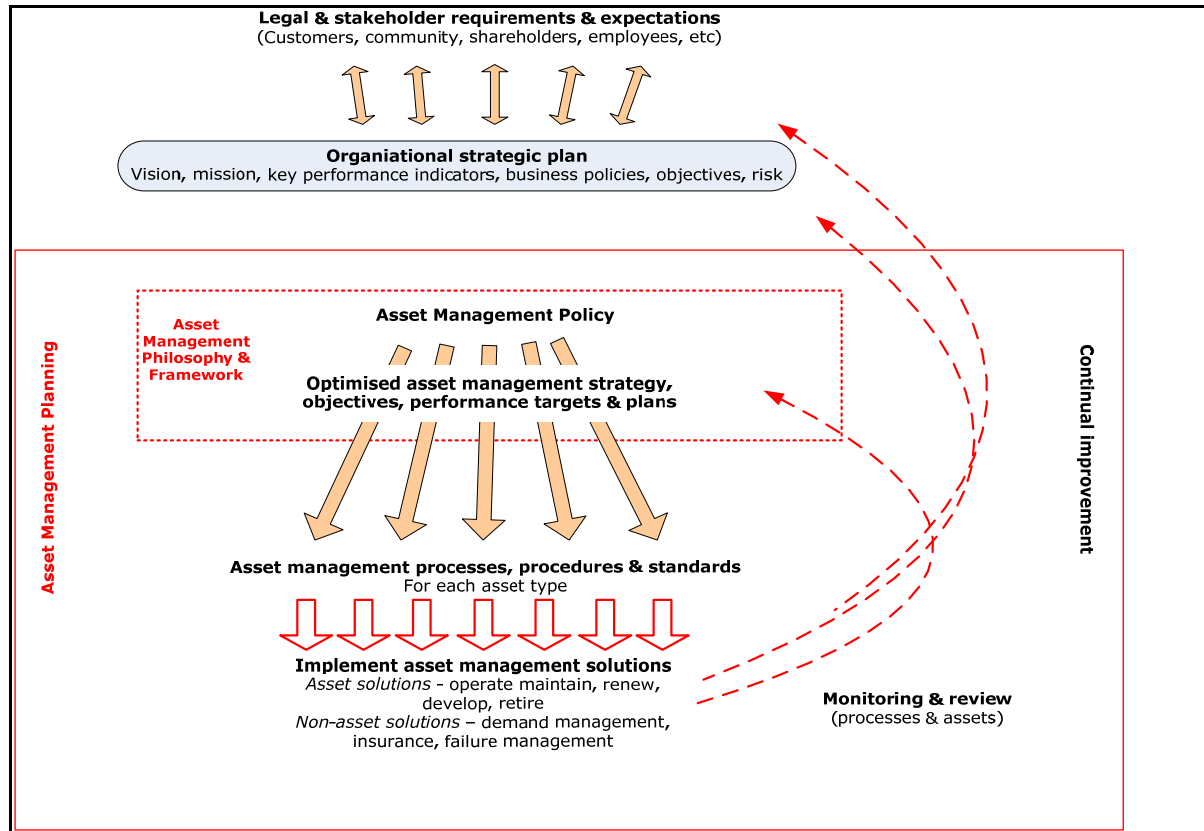 Legal & stakeholder requirements & expectations
(Customers, community, shareholders, employees, etc)
Organiational strategic plan
Vision, mission, key performance indicators, business policies, objectives, risk
Asset Management Policy
Asset
Management
Philosophy &
Framework
Optimised asset management strategy,
objectives, performance targets & plans
Asset Management Planning
Continual improvement
Asset management processes, procedures & standards
For each asset type
Implement asset management solutions
Asset solutions - operate maintain, renew,
develop, retire
Non-asset solutions – demand management,
insurance, failure management
Monitoring & review
(processes & assets)